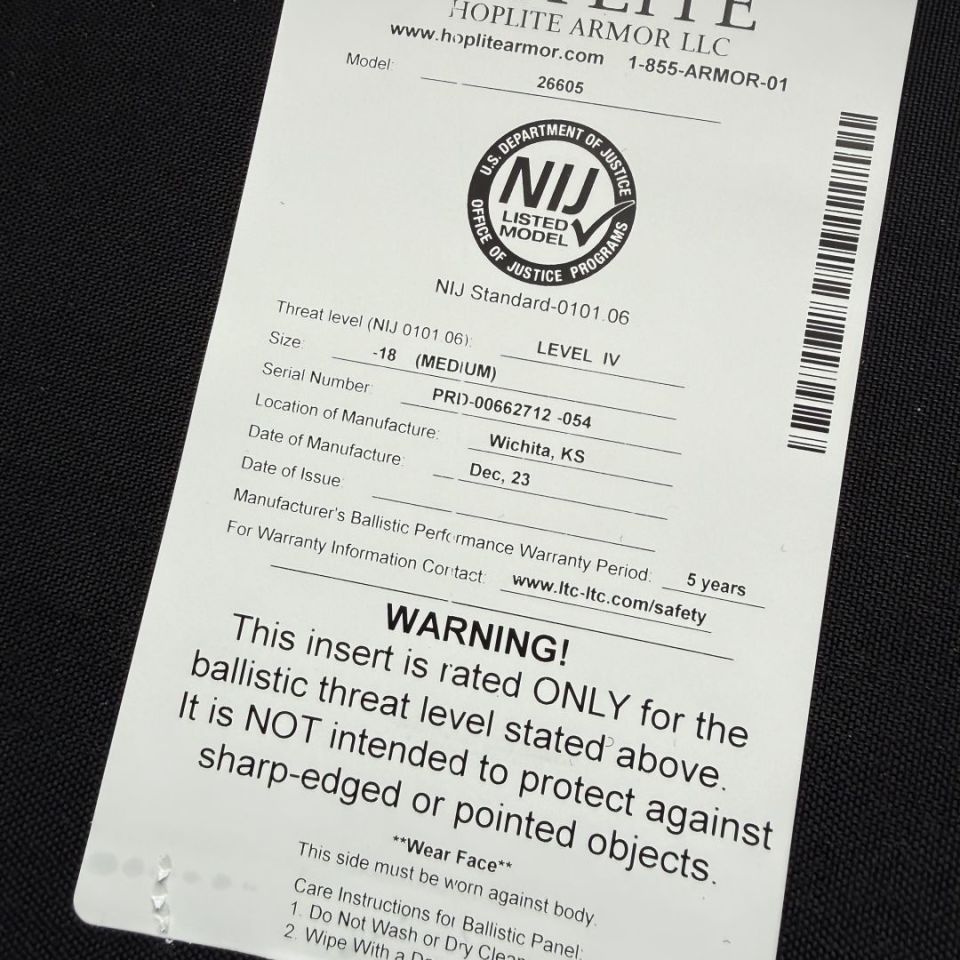 HOPLITE ARMOR LLC
www.hoplitearmor.com 1-855-ARMOR-01
Model: 26605
U.S. DEPARTMENT OF JUSTICE
NIJ
LISTED
MODEL
OFFICE OF JUSTICE PROGRAMS
NIJ Standard-0101.06
Threat level (NIJ 0101.06): LEVEL IV
Size: -18 (MEDIUM)
Serial Number: PRD-00662712 -054
Location of Manufacture: Wichita, KS
Date of Manufacture: Dec, 23
Date of Issue:
Manufacturer's Ballistic Performance Warranty Period: 5 years
For Warranty Information Contact: www.ltc-ltc.com/safety
WARNING!
This insert is rated ONLY for the
ballistic threat level stated above.
It is NOT intended to protect against
sharp-edged or pointed objects.
**Wear Face**
This side must be worn against body.
Care Instructions for Ballistic Panel:
1. Do Not Wash or Dry
2. Wipe With a